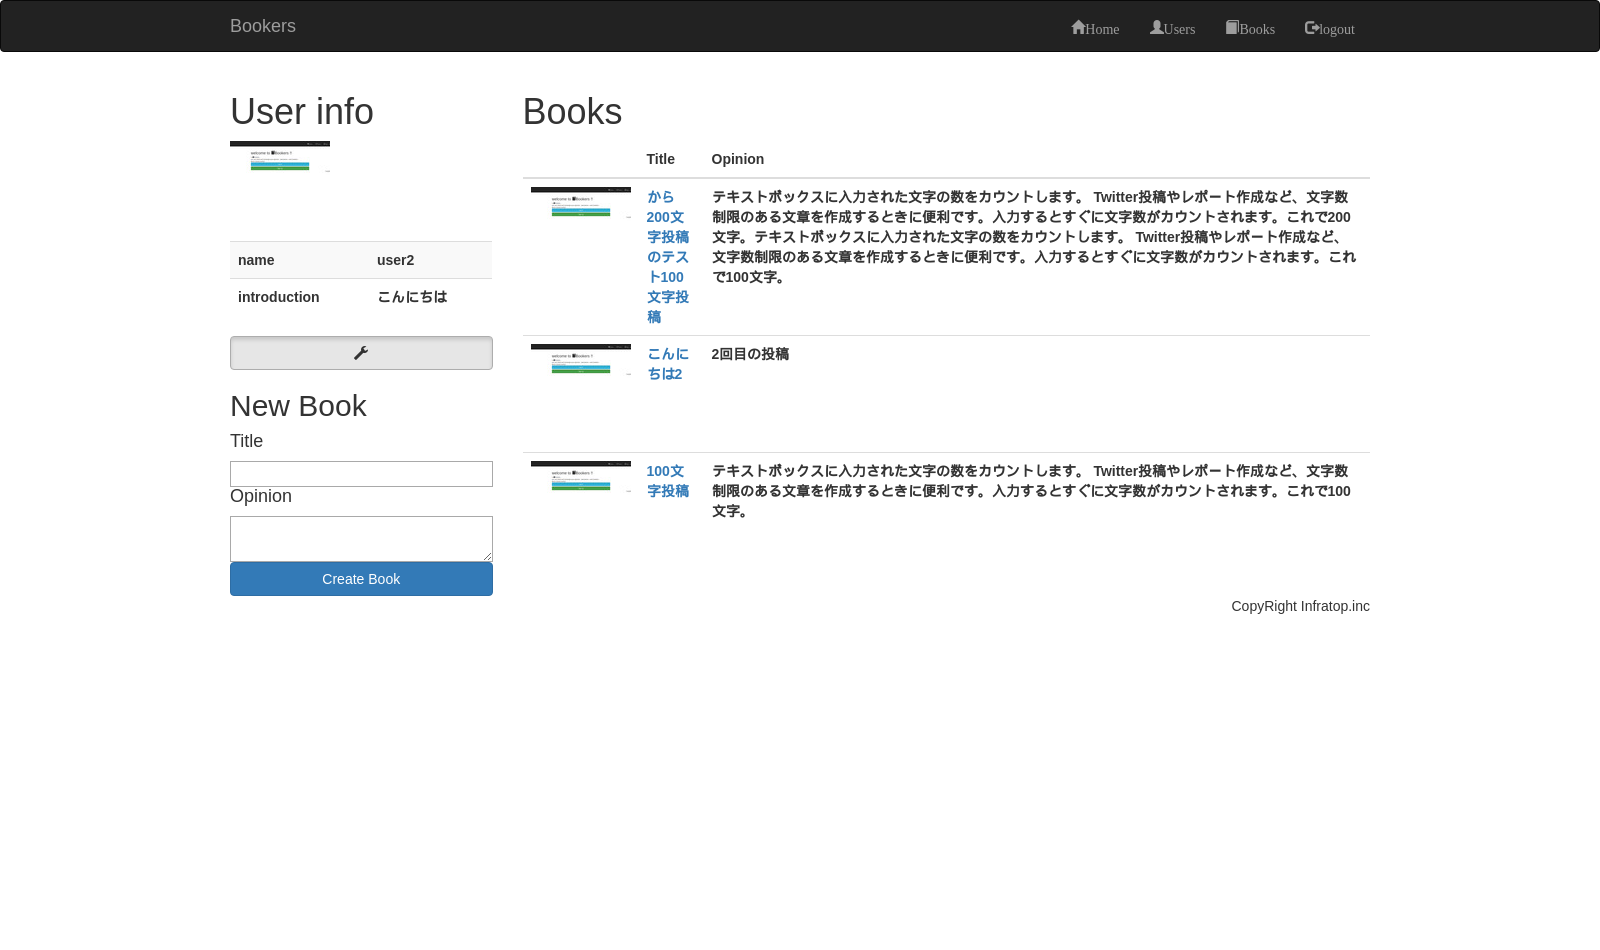 Bookers
Home
Users
Books
logout
User info
name user2
introduction こんにちは
New Book
Title
Opinion
Create Book
Books
Title Opinion
welcome to Bookers !!
から
200文
字投稿
のテス
ト100
文字投
稿
テキストボックスに入力された文字の数をカウントします。 Twitter投稿やレポート作成など、文字数
制限のある文章を作成するときに便利です。入力するとすぐに文字数がカウントされます。これで200
文字。テキストボックスに入力された文字の数をカウントします。 Twitter投稿やレポート作成など、
文字数制限のある文章を作成するときに便利です。入力するとすぐに文字数がカウントされます。これ
で100文字。
こんに
ちは2
2回目の投稿
100文
字投稿
テキストボックスに入力された文字の数をカウントします。 Twitter投稿やレポート作成など、文字数
制限のある文章を作成するときに便利です。入力するとすぐに文字数がカウントされます。これで100
文字。
CopyRight Infratop.inc